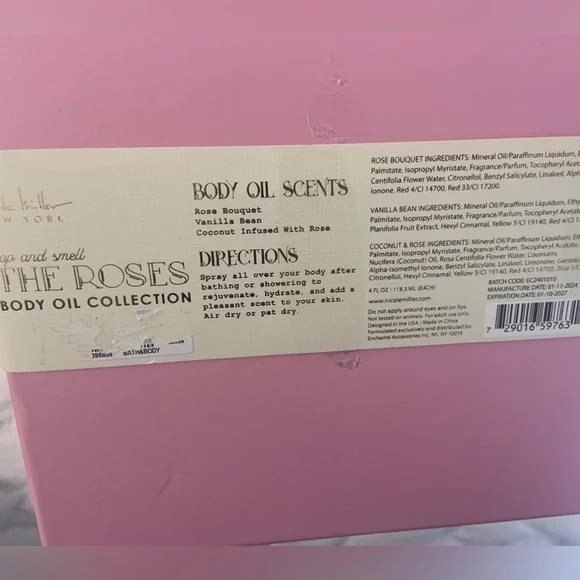 NEW YORK
and smell
THE ROSES
BODY OIL COLLECTION
395899
BATH&BODY
BODY OIL SCENTS
Rose Bouquet
Vanilla Bean
Coconut Infused With Rose
DIRECTIONS
Spray all over your body after
bathing or showering to
rejuvenate, hydrate, and add a
pleasant scent to your skin.
Air dry or pat dry.
ROSE BOUQUET INGREDIENTS: Mineral Oil/Paraffinum Liquidum,
Palmitate, Isopropyl Myristate, Fragrance/Parfum, Tocopheryl
Centifolia Flower Water, Citronellol, Benzyl Salicylate, Linalool,
Ionone, Red 4/CI 14700, Red 33/CI 17200.
VANILLA BEAN INGREDIENTS: Mineral Oil/Paraffinum Liquidum,
Palmitate, Isopropyl Myristate, Fragrance/Parfum, Tocopheryl Acetate,
Planifolia Fruit Extract, Hexyl Cinnamal, Yellow 5/CI 19140, Red
COCONUT & ROSE INGREDIENTS: Mineral Oil/Paraffinum Liquidum,
Palmitate, Isopropyl Myristate, Fragrance/Parfum, Tocopheryl Acetate,
Nucifera (Coconut) Oil, Rosa Centifolia Flower Water, Coumarin,
Alpha-Isomethyl Ionone, Benzyl Salicylate, Linalool, Limonene,
Hexyl Cinnamal, Yellow 5/CI 19140, Red 4/CI 14700,
4 FL OZ / 118.3 ML (EACH)
www.nicolemiller.com
Do not apply around eyes and on lips.
Not tested on animals. For adult use only.
Designed in the USA / Made in China
Formulated exclusively and distributed by:
Enchanté Accessories Inc. NY, NY 10016
BATCH CODE: EC2401010
MANUFACTURE DATE: 01-11-2024
EXPIRATION DATE: 01-10-2027
7 29016 59763